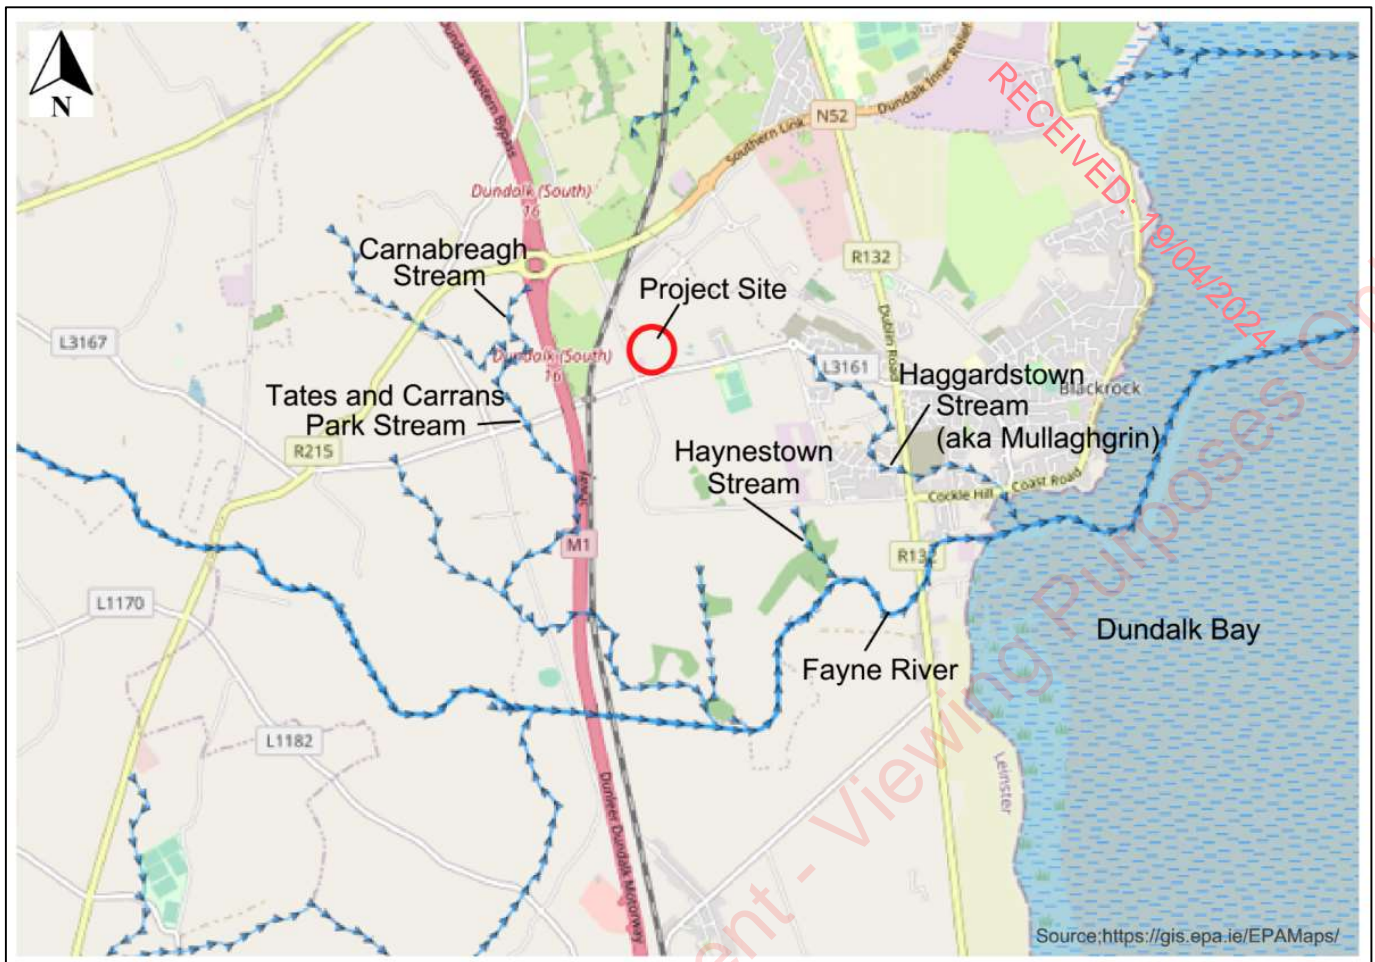 N
Dundalk Western Bypass
Dundalk Inner Relief
N52
Southern Link
RECEIVED: 19/04/2024
Dundalk (South)
16
Carnabreagh
Stream
R132
Project Site
L3167
Dundalk (South)
16
Dublin Road
L3161
Haggardstown
Stream
(aka Mullaghgrin)
Blackrock
Tates and Carrans
Park Stream
R215
Haynestown
Stream
Cockle Hill
Coast Road
M1
R132
L1170
Dundalk Bay
Fayne River
L1182
Leinster
Dunleer Dundalk Motorway
ent - Viewing Purposes On
Source;https://gis.epa.ie/EPAMaps/